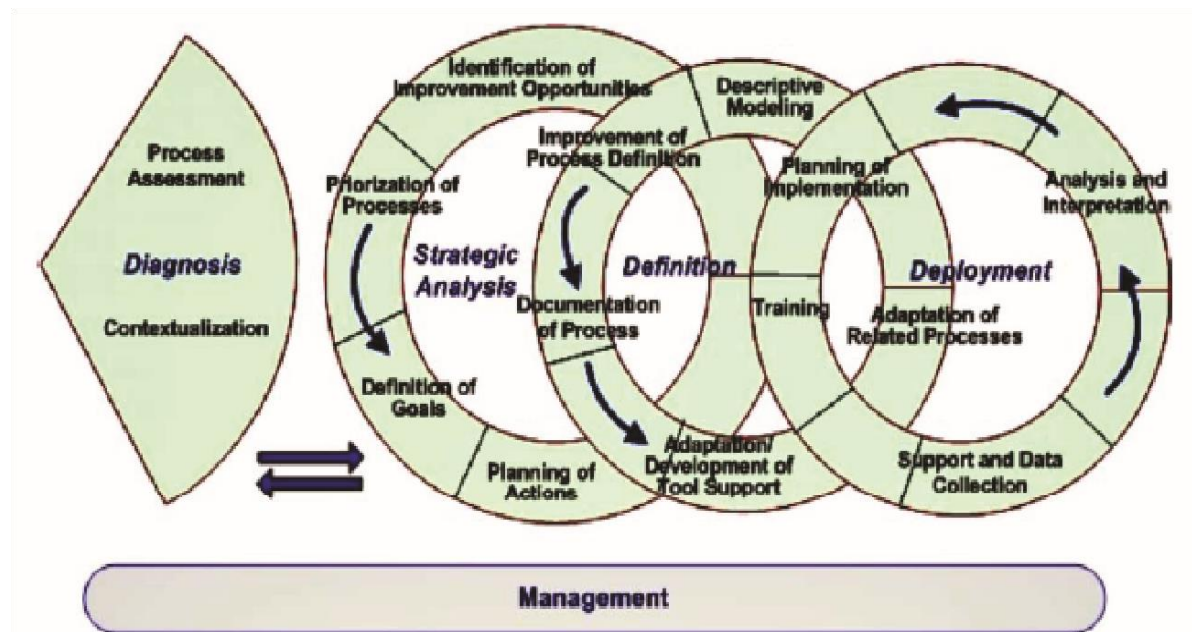 Process
Assessment
Diagnosis
Contextualization
Identification of
Improvement Opportunities
Priorization of
Processes
Strategic
Analysis
Definition of
Goals
Planning of
Actions
Descriptive
Modeling
Improvement of
Process Definition
Definition
Documentation
of Process
Adaptation/
Development of
Tool Support
Planning of
Implementation
Training
Deployment
Adaptation of
Related Processes
Analysis and
Interpretation
Support and Data
Collection
Management